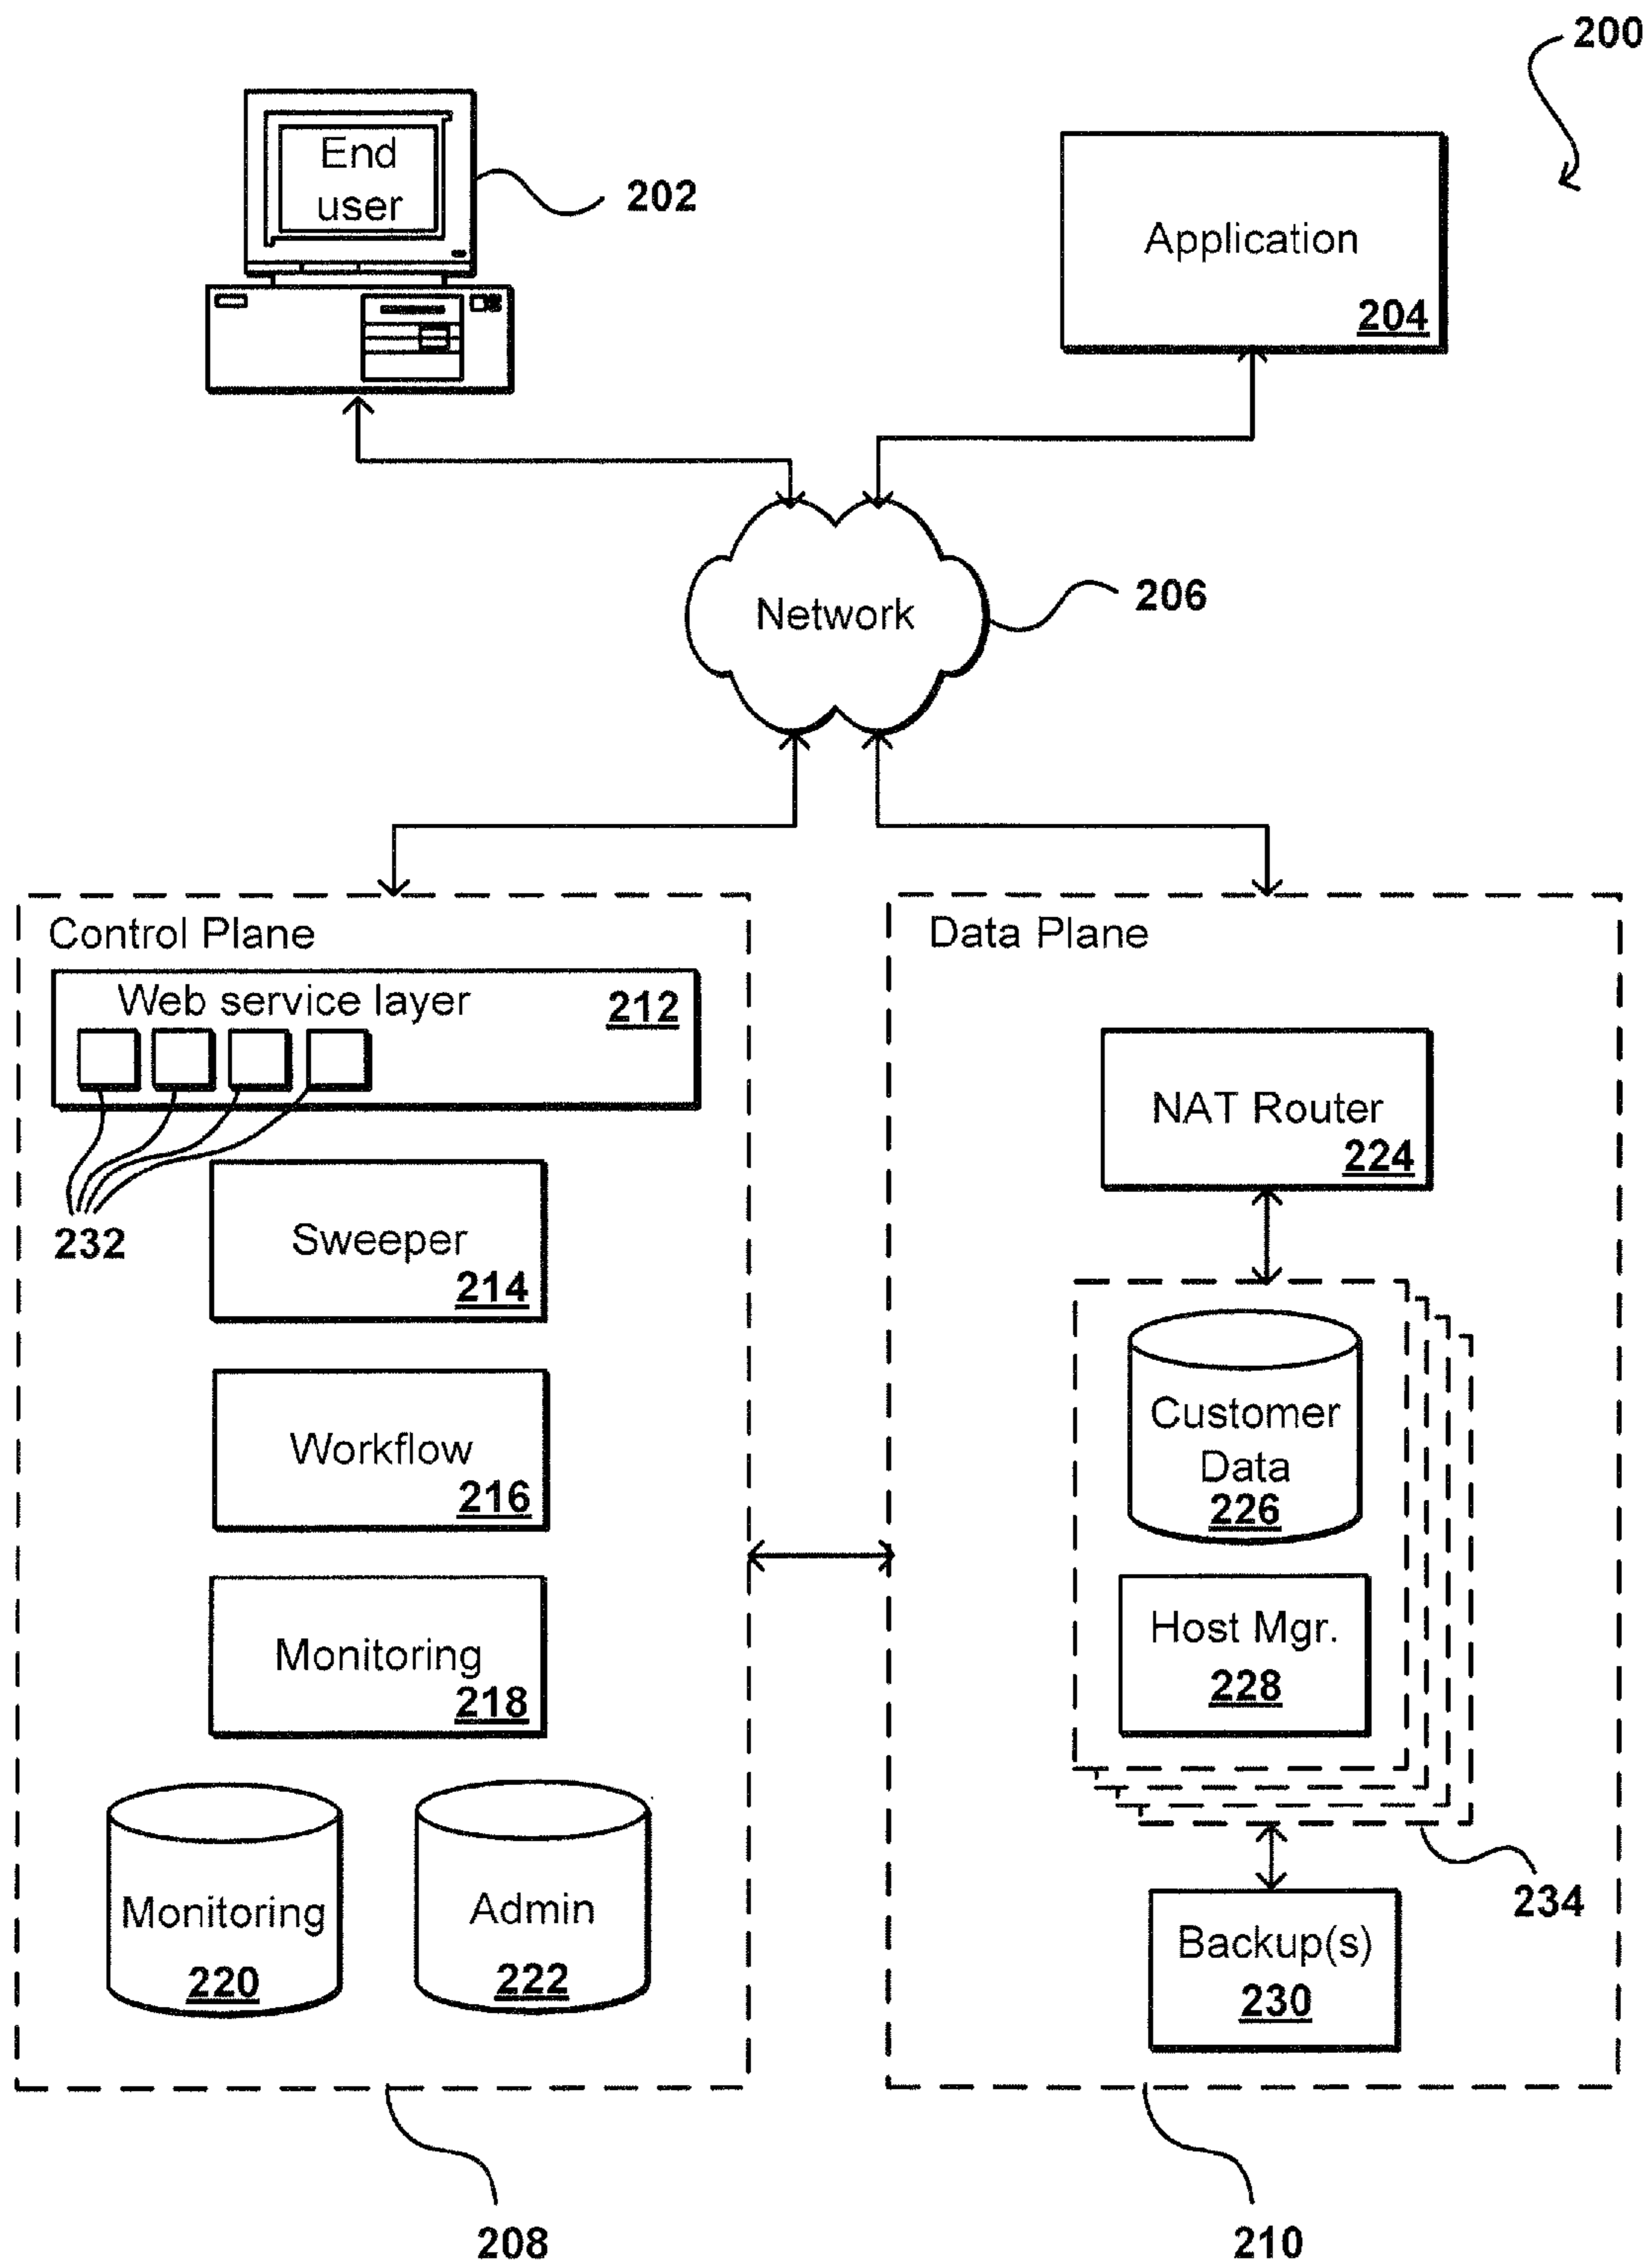 200
End
user
202
Application
204
Network
206
Control Plane
Web service layer
212
232
Sweeper
214
Workflow
216
Monitoring
218
Monitoring
220
Admin
222
208
Data Plane
NAT Router
224
Customer
Data
226
Host Mgr.
228
234
Backup(s)
230
210